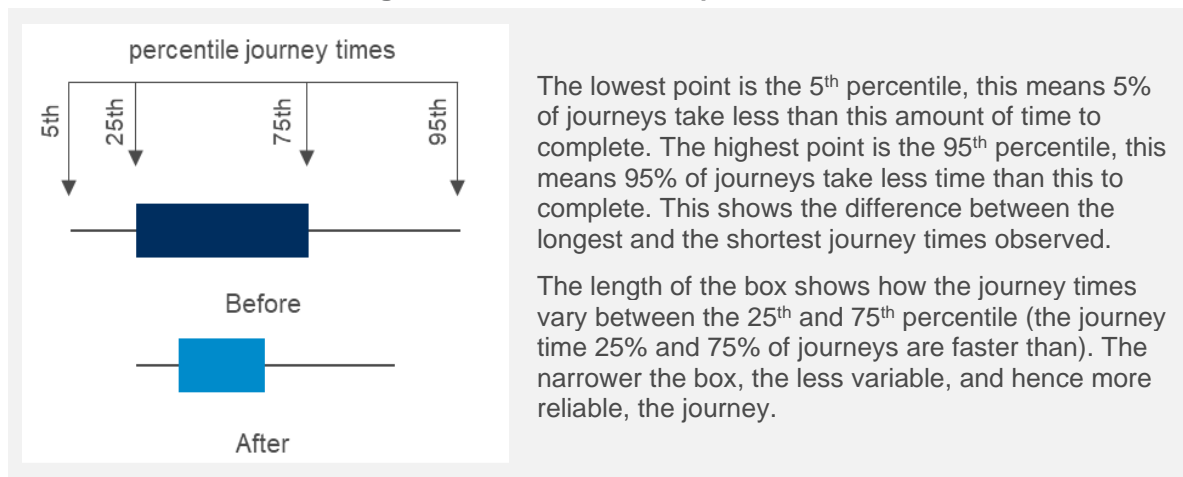 percentile journey times
5th
25th
75th
95th
Before
After
The lowest point is the 5th percentile, this means 5%
of journeys take less than this amount of time to
complete. The highest point is the 95th percentile, this
means 95% of journeys take less time than this to
complete. This shows the difference between the
longest and the shortest journey times observed.
The length of the box shows how the journey times
vary between the 25th and 75th percentile (the journey
time 25% and 75% of journeys are faster than). The
narrower the box, the less variable, and hence more
reliable, the journey.